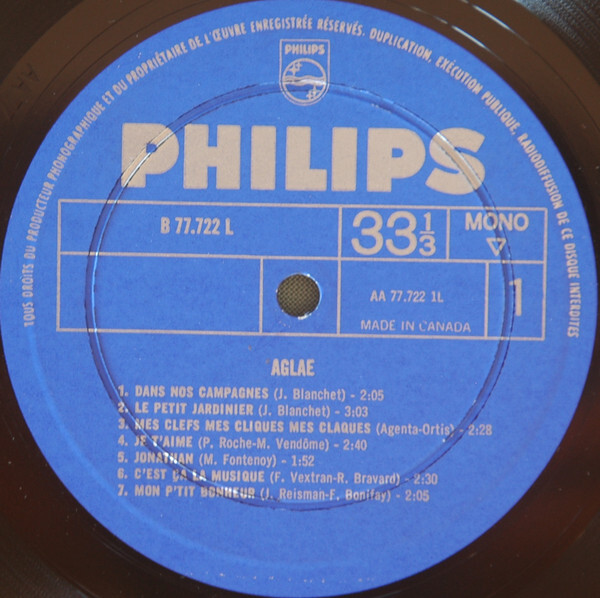 TOUS DROITS DU PRODUCTEUR PHONOGRAPHIQUE ET DU PROPRIÉTAIRE DE L'ŒUVRE ENREGISTRÉE RÉSERVÉS. DUPLICATION, EXÉCUTION PUBLIQUE, RADIODIFFUSION DE CE DISQUE INTERDITES
PHILIPS
PHILIPS
B 77.722 L
33 1/3
MONO
AA 77.722 1L
1
MADE IN CANADA
AGLAE
1. DANS NOS CAMPAGNES (J. Blanchet) - 2:05
2. LE PETIT JARDINIER (J. Blanchet) - 3:03
3. MES CLEFS MES CLIQUES MES CLAQUES (Agenta-Ortis) - 2:28
4. JE T'AIME (P. Roche-M. Vendôme) - 2:40
5. JONATHAN (M. Fontenoy) - 1:52
6. C'EST ÇA LA MUSIQUE (F. Vextran-R. Bravard) - 2:30
7. MON P'TIT BONHEUR (J. Reisman-F. Bonifay) - 2:05